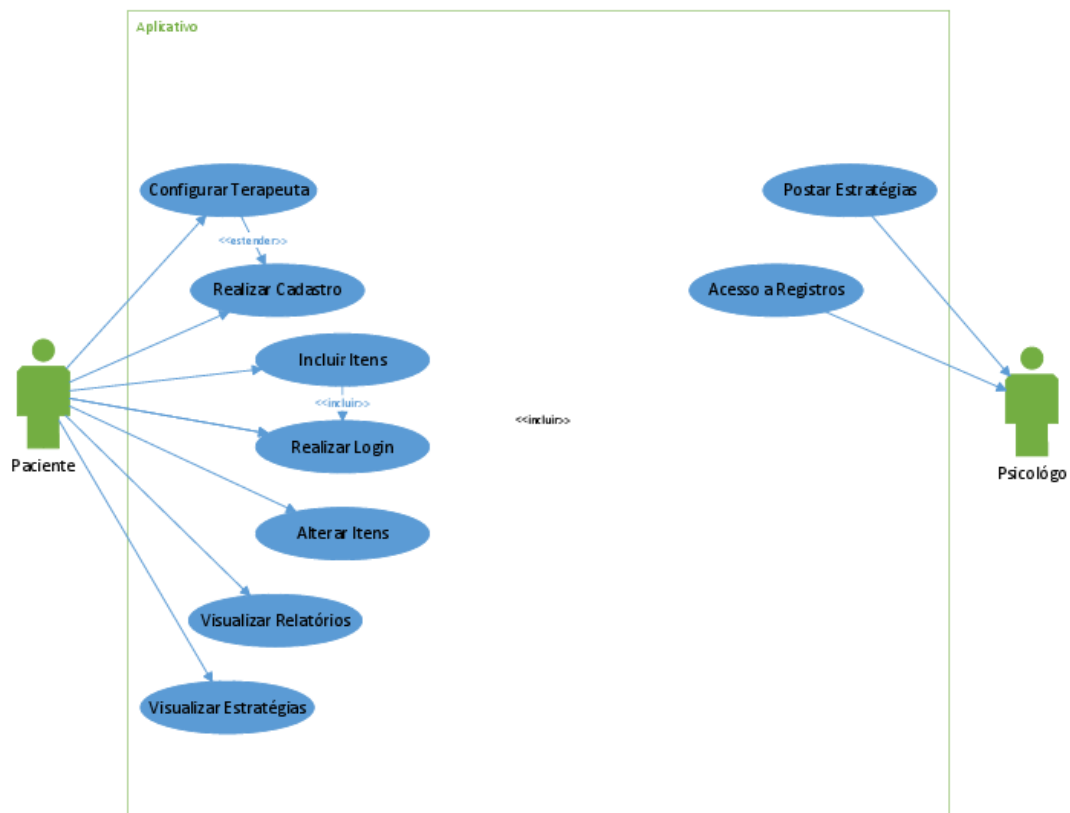 Aplicativo
Configurar Terapeuta
Postar Estratégias
<<estender>>
Realizar Cadastro
Acesso a Registros
Incluir Itens
<<incluir>>
<<incluir>>
Realizar Login
Paciente
Psicológo
Alterar Itens
Visualizar Relatórios
Visualizar Estratégias